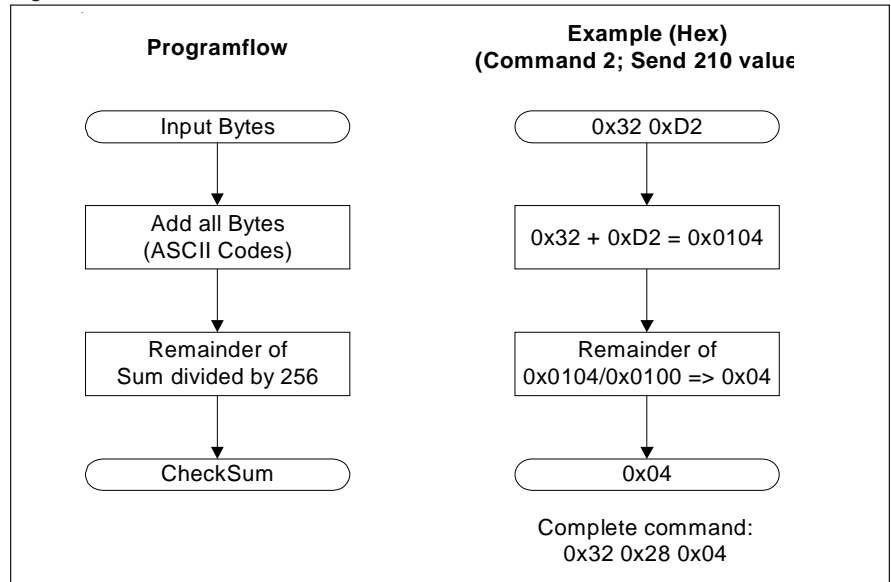 Programflow
Input Bytes
Add all Bytes
(ASCII Codes)
Remainder of
Sum divided by 256
CheckSum
Example (Hex)
(Command 2; Send 210 value
0x32 0xD2
0x32 + 0xD2 = 0x0104
Remainder of
0x0104/0x0100 => 0x04
0x04
Complete command:
0x32 0x28 0x04